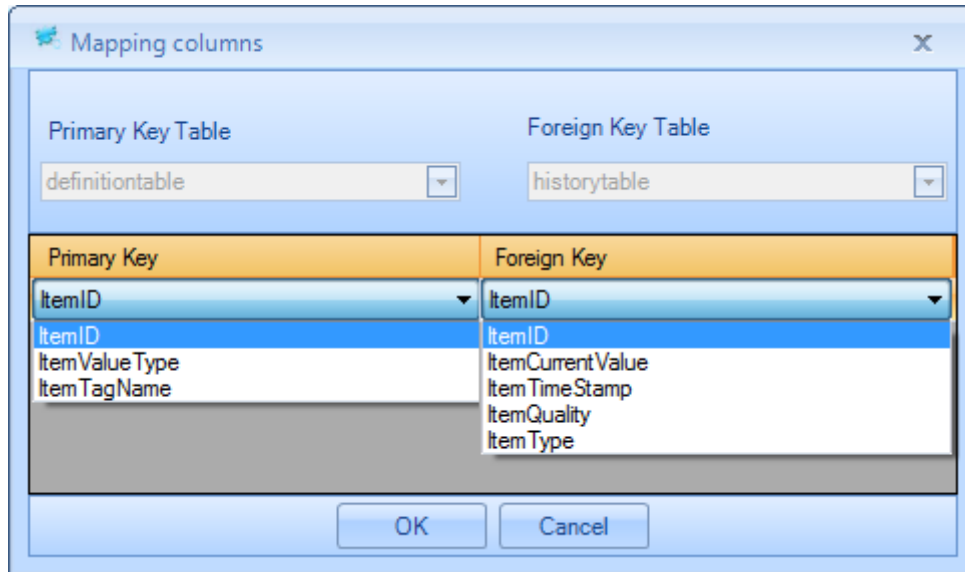 Mapping columns
Primary Key Table
Foreign Key Table
definitiontable
historytable
Primary Key
Foreign Key
ItemID
ItemID
ItemID
ItemValueType
ItemTagName
ItemID
ItemCurrentValue
ItemTimeStamp
ItemQuality
ItemType
OK
Cancel